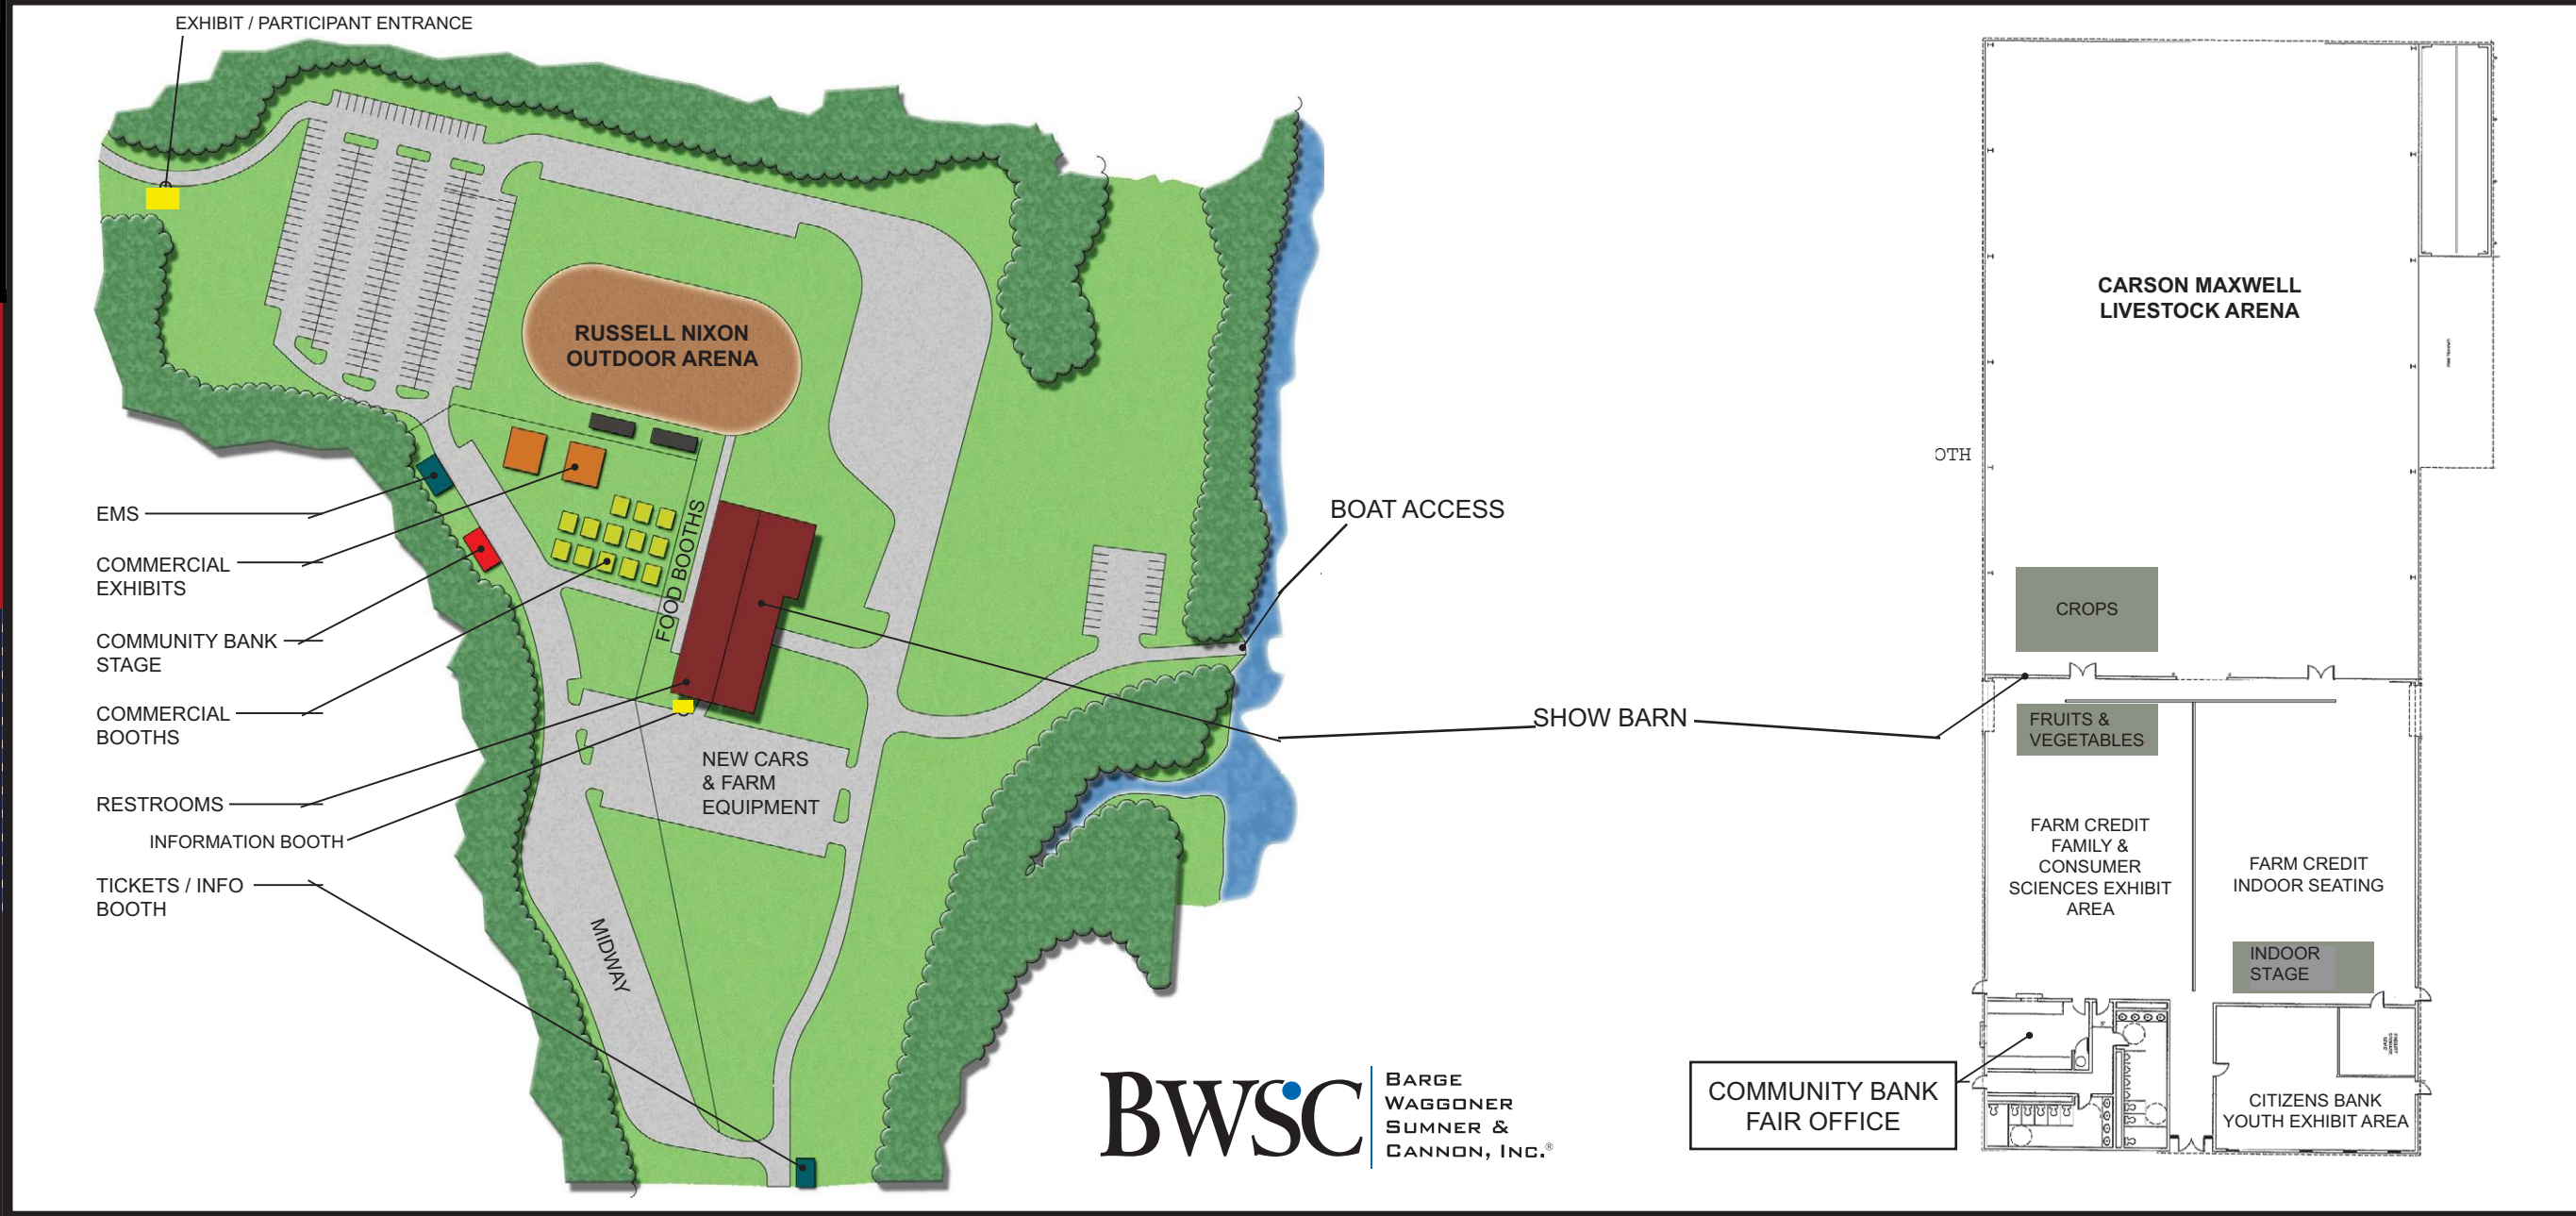 EXHIBIT / PARTICIPANT ENTRANCE
RUSSELL NIXON
OUTDOOR ARENA
EMS
COMMERCIAL
EXHIBITS
COMMUNITY BANK
STAGE
COMMERCIAL
BOOTHS
RESTROOMS
INFORMATION BOOTH
TICKETS / INFO
BOOTH
FOOD BOOTHS
NEW CARS
& FARM
EQUIPMENT
MIDWAY
BOAT ACCESS
SHOW BARN
BWSC
BARGE
WAGGONER
SUMNER &
CANNON, INC.®
OTH
CARSON MAXWELL
LIVESTOCK ARENA
CROPS
FRUITS &
VEGETABLES
FARM CREDIT
FAMILY &
CONSUMER
SCIENCES EXHIBIT
AREA
FARM CREDIT
INDOOR SEATING
INDOOR
STAGE
COMMUNITY BANK
FAIR OFFICE
CITIZENS BANK
YOUTH EXHIBIT AREA